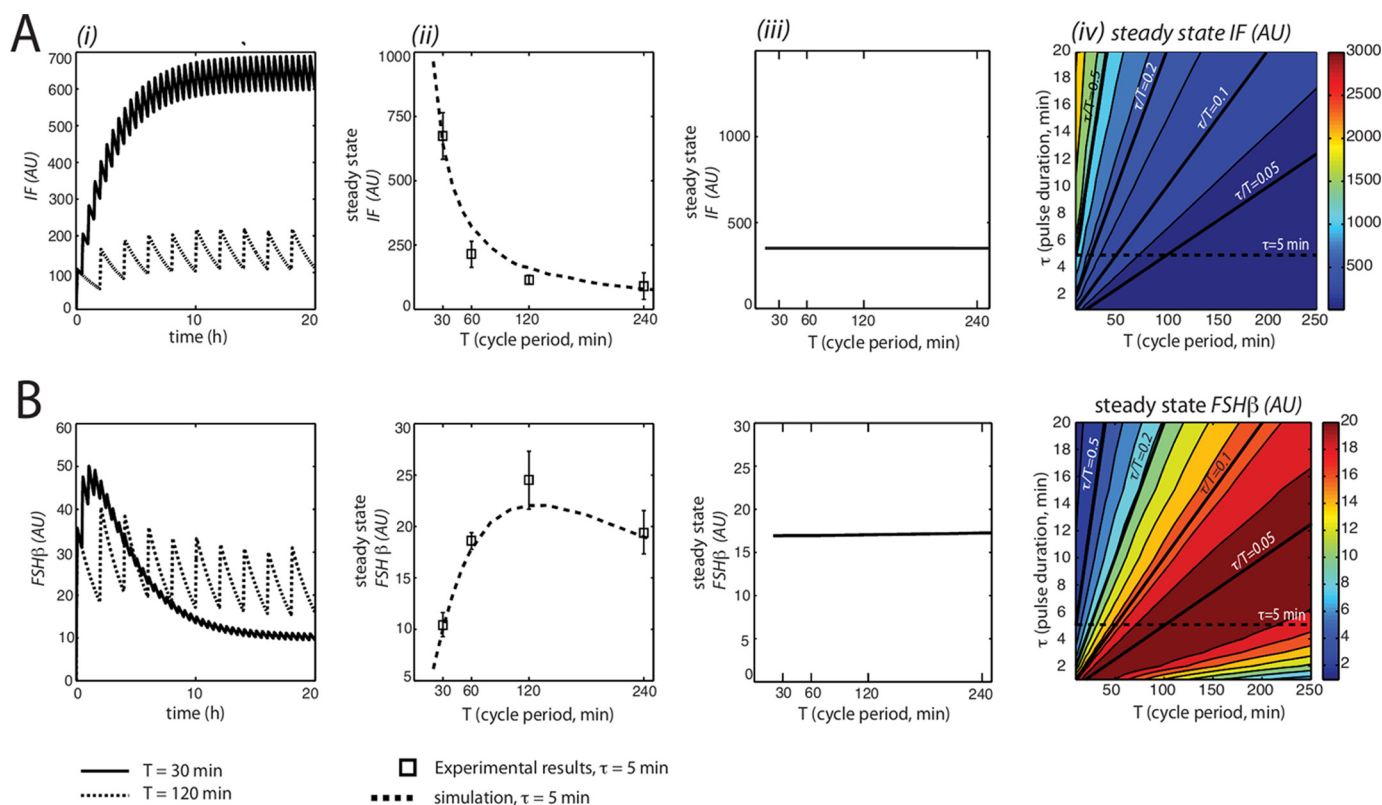 A
(i)
IF (AU)
700
600
500
400
300
200
100
0
0
10
20
time (h)
(ii)
steady state
IF (AU)
1000
750
500
250
0
30
60
120
240
T (cycle period, min)
(iii)
steady state
IF (AU)
1000
500
0
30
60
120
240
T (cycle period, min)
(iv) steady state IF (AU)
τ (pulse duration, min)
20
18
16
14
12
10
8
6
4
2
τ/T=0.5
τ/T=0.2
τ/T=0.1
τ/T=0.05
τ=5 min
50
100
150
200
250
T (cycle period, min)
3000
2500
2000
1500
1000
500
B
FSHβ (AU)
60
50
40
30
20
10
0
0
10
20
time (h)
steady state
FSHβ (AU)
30
25
20
15
10
5
30
60
120
240
T (cycle period, min)
steady state
FSHβ (AU)
30
25
20
15
10
5
0
30
60
120
240
T (cycle period, min)
steady state FSHβ (AU)
τ (pulse duration, min)
20
18
16
14
12
10
8
6
4
2
τ/T=0.5
τ/T=0.2
τ/T=0.1
τ/T=0.05
τ=5 min
50
100
150
200
250
T (cycle period, min)
20
18
16
14
12
10
8
6
4
2
T = 30 min
T = 120 min
Experimental results, τ = 5 min
simulation, τ = 5 min